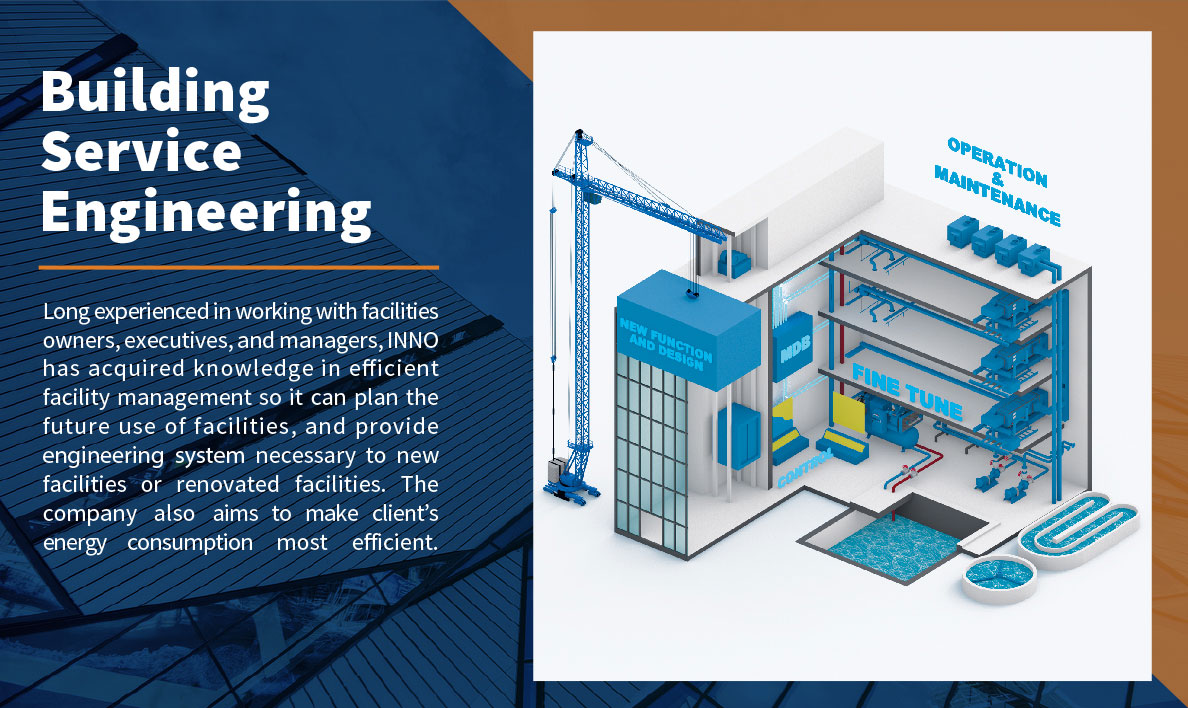 Building
Service
Engineering
Long experienced in working with facilities
owners, executives, and managers, INNO
has acquired knowledge in efficient
facility management so it can plan the
future use of facilities, and provide
engineering system necessary to new
facilities or renovated facilities. The
company also aims to make client’s
energy consumption most efficient.
OPERATION
&
MAINTENANCE
NEW FUNCTION
AND DESIGN
MDB
FINE TUNE
CONTROL